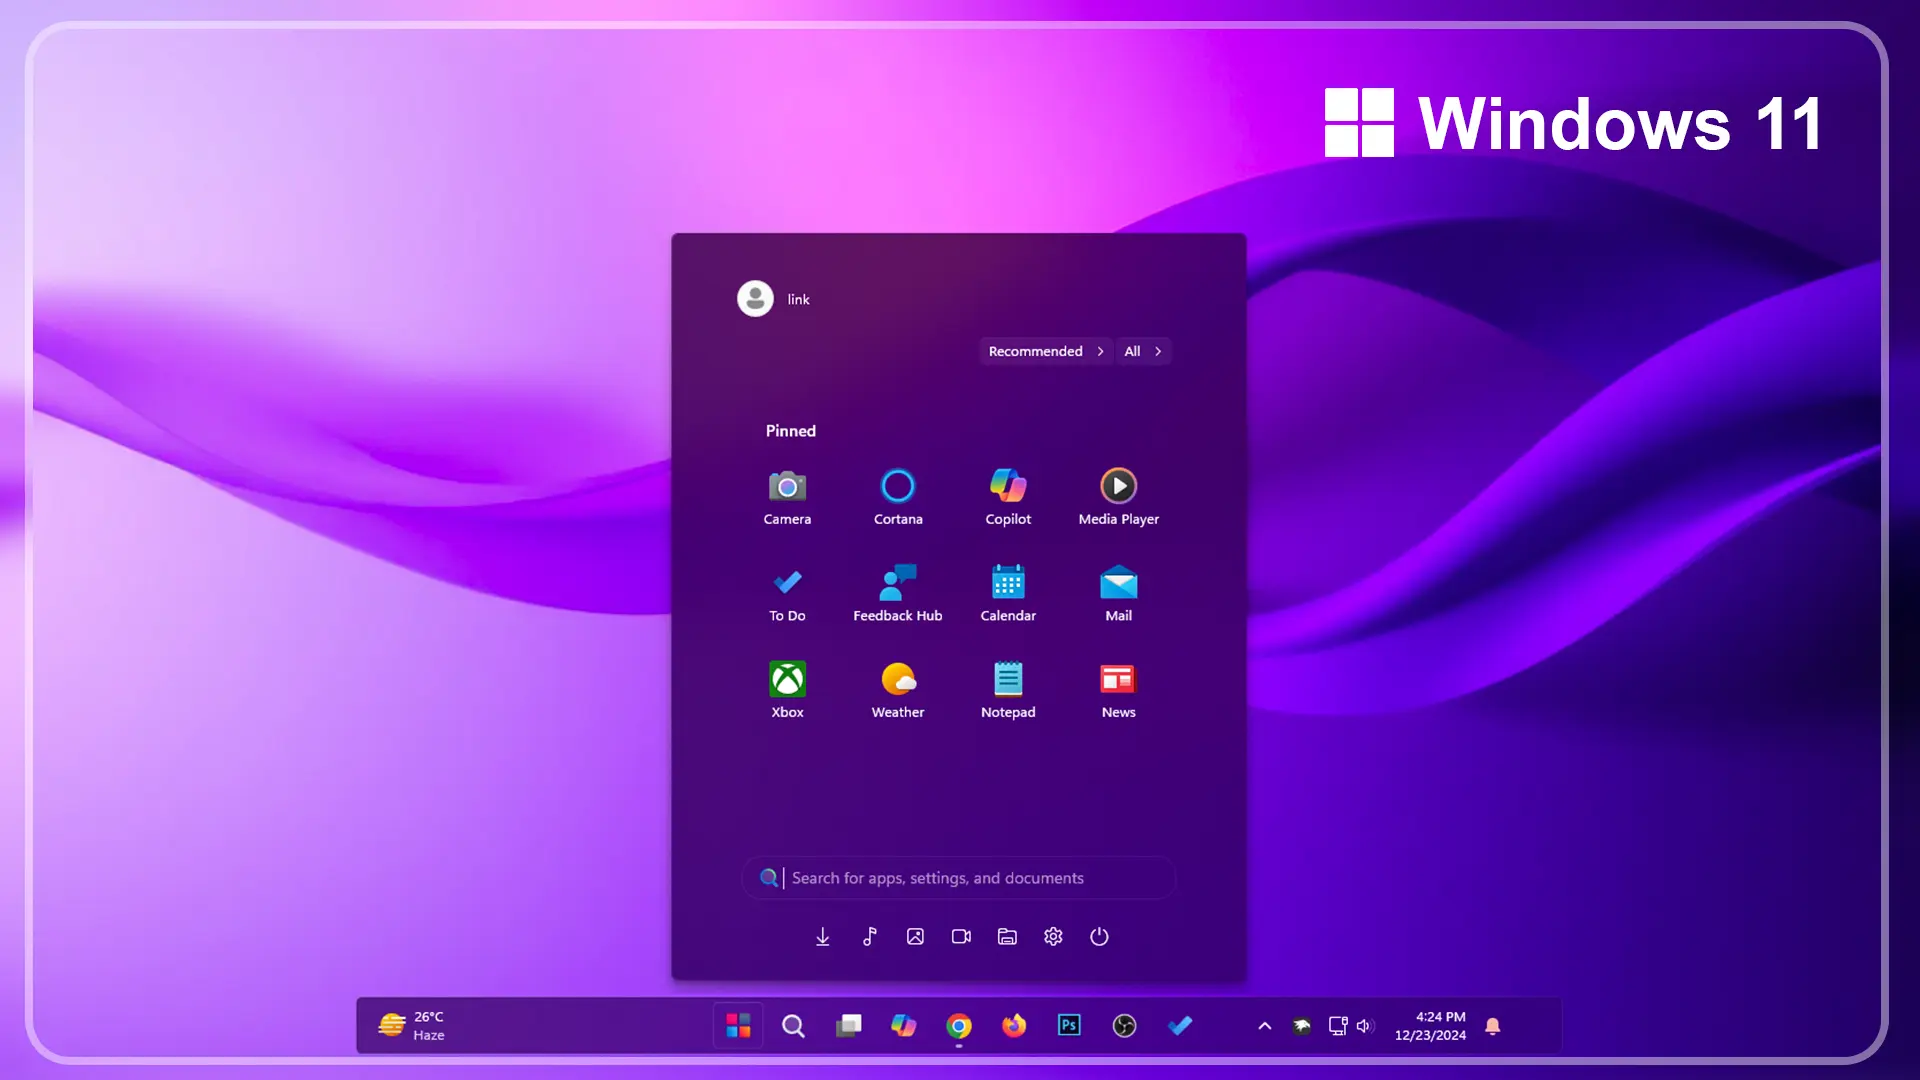 Windows 11
link
Recommended
All
Pinned
Camera
Cortana
Copilot
Media Player
To Do
Feedback Hub
Calendar
Mail
Xbox
Weather
Notepad
News
Search for apps, settings, and documents
26°C
Haze
Ps
4:24 PM
12/23/2024